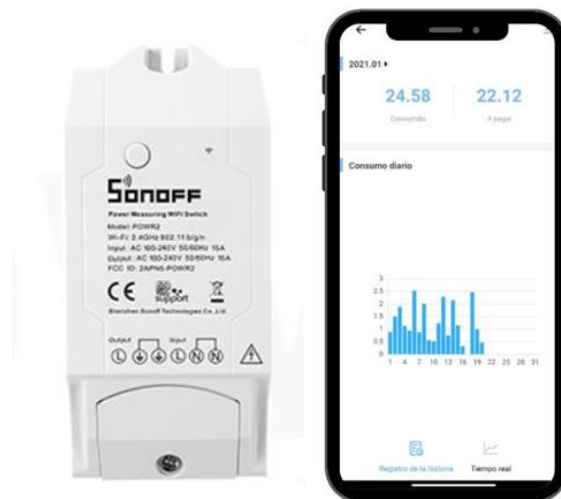 SONOFF
Power Measuring WiFi Switch
Model: POWR2
Wi-Fi: 2.4GHz 802.11 b/g/n
Input: AC 100-240V 50/60Hz 15A
Output: AC 100-240V 50/60Hz 15A
FCC ID: 2APN5-POWR2
CE
support
Shenzhen Sonoff Technologies Co.,Ltd.
Output Input
L L N N
2021.01
24.58 22.12
Consumido A pagar
Consumo diario
3
2.5
2
1.5
1
0.5
0
1 4 7 10 13 16 19 22 25 28 31
Registro de la historia Tiempo real